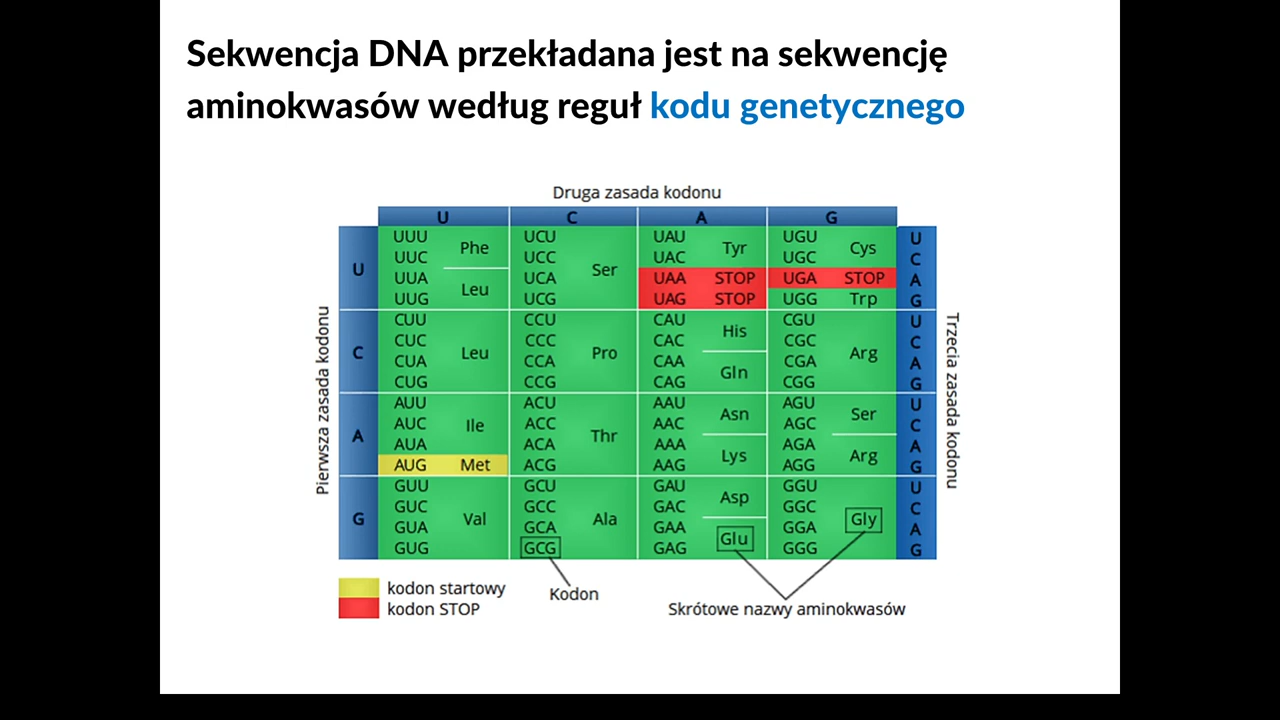 Sekwencja DNA przekładana jest na sekwencję
aminokwasów według reguł kodu genetycznego
Druga zasada kodonu
U C A G
Pierwsza zasada kodonu
U
UUU UUC Phe
UUA UUG Leu
UCU UCC UCA UCG Ser
UAU UAC Tyr
UAA STOP
UAG STOP
UGU UGC Cys
UGA STOP
UGG Trp
U C A G
C
CUU CUC CUA CUG Leu
CCU CCC CCA CCG Pro
CAU CAC His
CAA CAG Gln
CGU CGC CGA CGG Arg
U C A G
A
AUU AUC AUA Ile
AUG Met
ACU ACC ACA ACG Thr
AAU AAC Asn
AAA AAG Lys
AGU AGC Ser
AGA AGG Arg
U C A G
G
GUU GUC GUA GUG Val
GCU GCC GCA GCG Ala
GAU GAC Asp
GAA GAG Glu
GGU GGC GGA GGG Gly
U C A G
Trzecia zasada kodonu
kodon startowy
kodon STOP
Kodon
Skrótowe nazwy aminokwasów